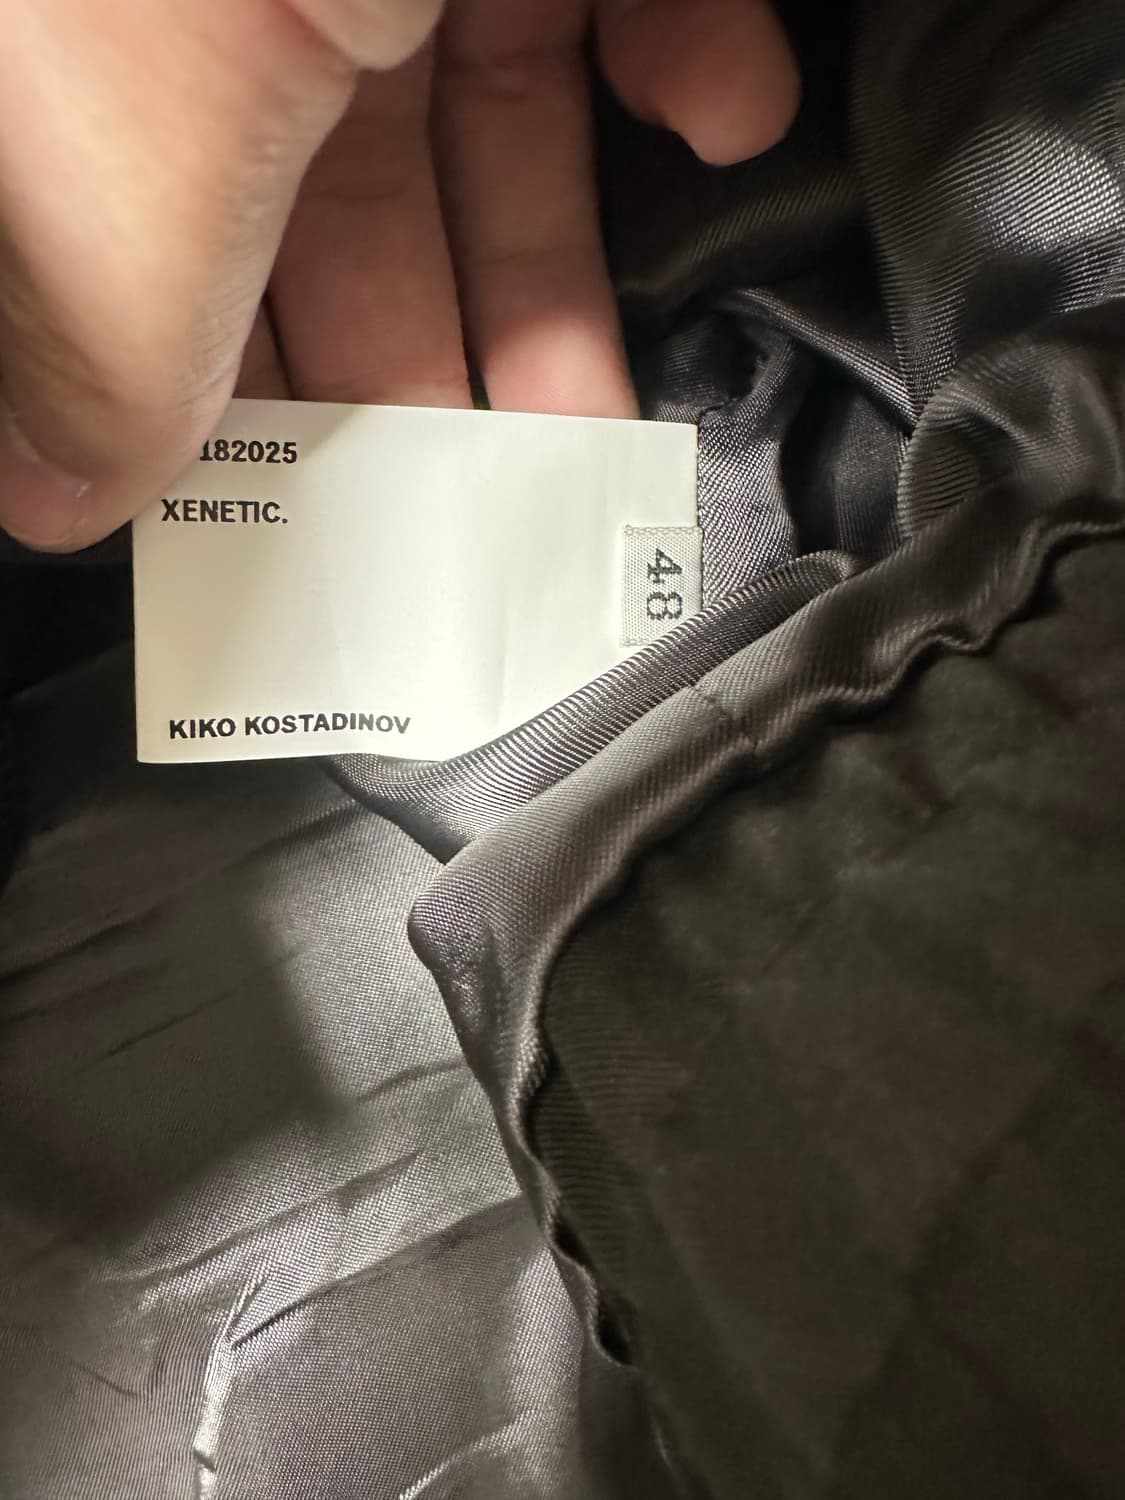 182025
XENETIC.
48
KIKO KOSTADINOV